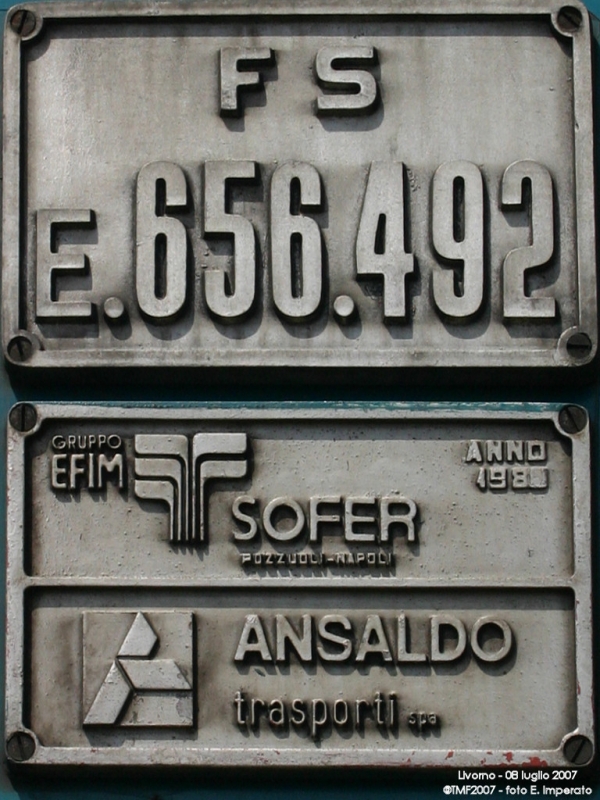 F S
E.656.492
GRUPPO
EFIM
ANNO
SOFER
POZZUOLI-NAPOLI
ANSALDO
trasporti spa
Livorno - 08 luglio 2007
©TMF2007 - foto E. Imperato